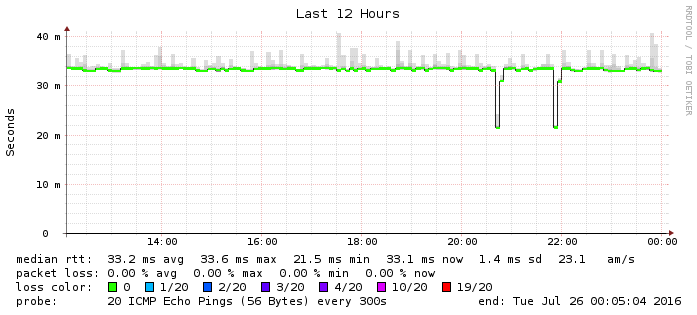 Last 12 Hours
RRDTOOL / TOBI OETIKER
Seconds
40 m
30 m
20 m
10 m
0
14:00 16:00 18:00 20:00 22:00 00:00
median rtt: 33.2 ms avg 33.6 ms max 21.5 ms min 33.1 ms now 1.4 ms sd 23.1 am/s
packet loss: 0.00 % avg 0.00 % max 0.00 % min 0.00 % now
loss color: 0 1/20 2/20 3/20 4/20 10/20 19/20
probe: 20 ICMP Echo Pings (56 Bytes) every 300s end: Tue Jul 26 00:05:04 2016